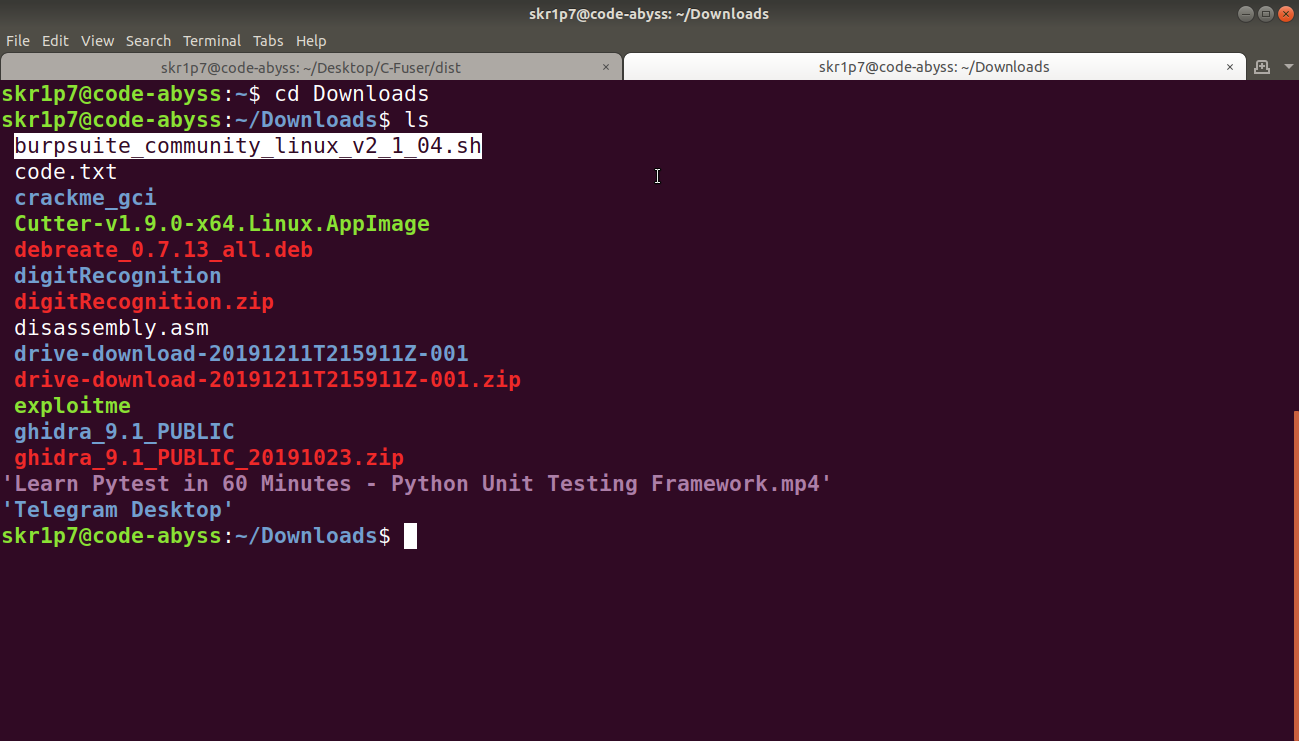 skr1p7@code-abyss: ~/Downloads
File Edit View Search Terminal Tabs Help
skr1p7@code-abyss: ~/Desktop/C-Fuser/dist × skr1p7@code-abyss: ~/Downloads ×
skr1p7@code-abyss:~$ cd Downloads
skr1p7@code-abyss:~/Downloads$ ls
burpsuite_community_linux_v2_1_04.sh
code.txt
crackme_gci
Cutter-v1.9.0-x64.Linux.AppImage
debreate_0.7.13_all.deb
digitRecognition
digitRecognition.zip
disassembly.asm
drive-download-20191211T215911Z-001
drive-download-20191211T215911Z-001.zip
exploitme
ghidra_9.1_PUBLIC
ghidra_9.1_PUBLIC_20191023.zip
'Learn Pytest in 60 Minutes - Python Unit Testing Framework.mp4'
'Telegram Desktop'
skr1p7@code-abyss:~/Downloads$